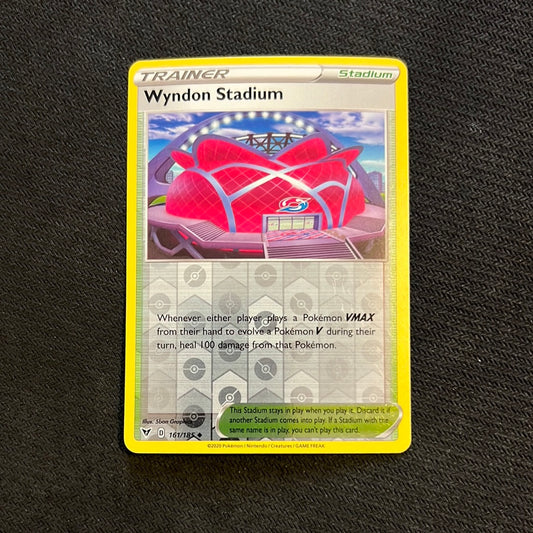 TRAINER Stadium
Wyndon Stadium
Whenever either player plays a Pokémon VMAX
from their hand to evolve a Pokémon V during their
turn, heal 100 damage from that Pokémon.
This Stadium stays in play when you play it. Discard it if
another Stadium comes into play. If a Stadium with the
same name is in play, you can't play this card.
Illus. 5ban Graphics
D 161/185
©2020 Pokémon / Nintendo / Creatures / GAME FREAK